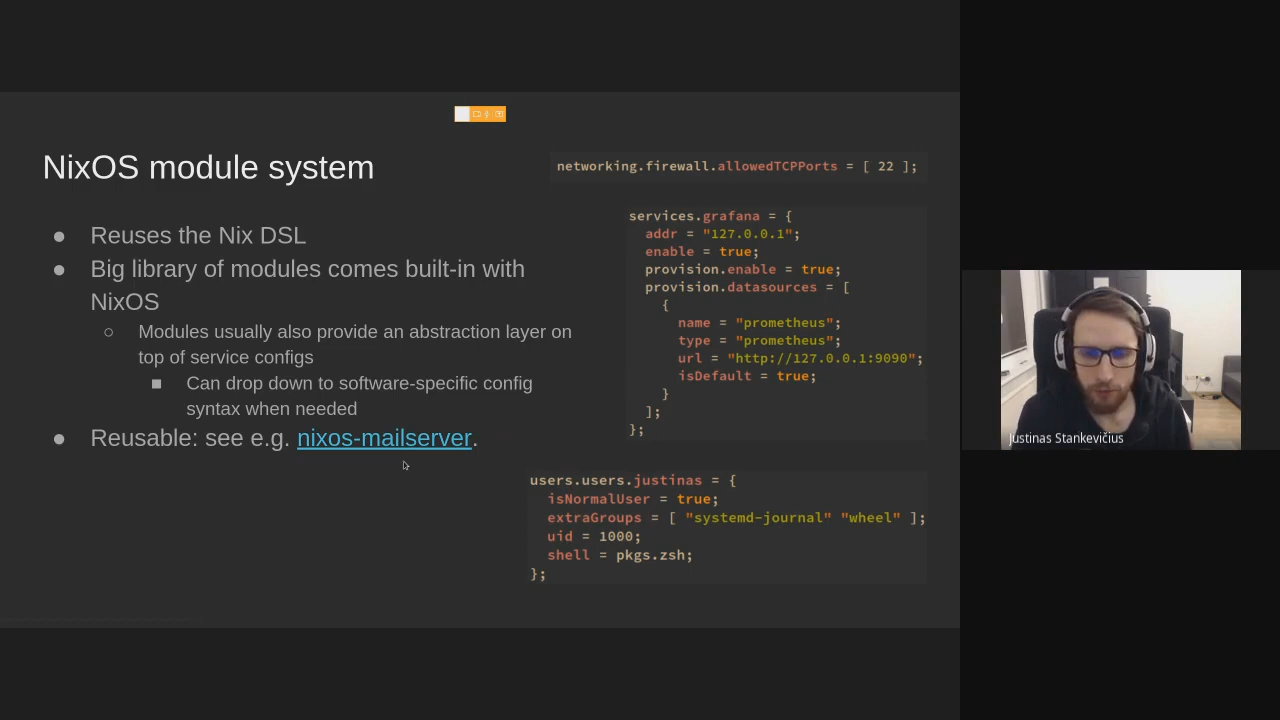 NixOS module system
● Reuses the Nix DSL
● Big library of modules comes built-in with
NixOS
○ Modules usually also provide an abstraction layer on
top of service configs
■ Can drop down to software-specific config
syntax when needed
● Reusable: see e.g. nixos-mailserver.
networking.firewall.allowedTCPPorts = [ 22 ];
services.grafana = {
  addr = "127.0.0.1";
  enable = true;
  provision.enable = true;
  provision.datasources = [
    {
      name = "prometheus";
      type = "prometheus";
      url = "http://127.0.0.1:9090";
      isDefault = true;
    }
  ];
};
users.users.justinas = {
  isNormalUser = true;
  extraGroups = [ "systemd-journal" "wheel" ];
  uid = 1000;
  shell = pkgs.zsh;
};
Justinas Stankevičius